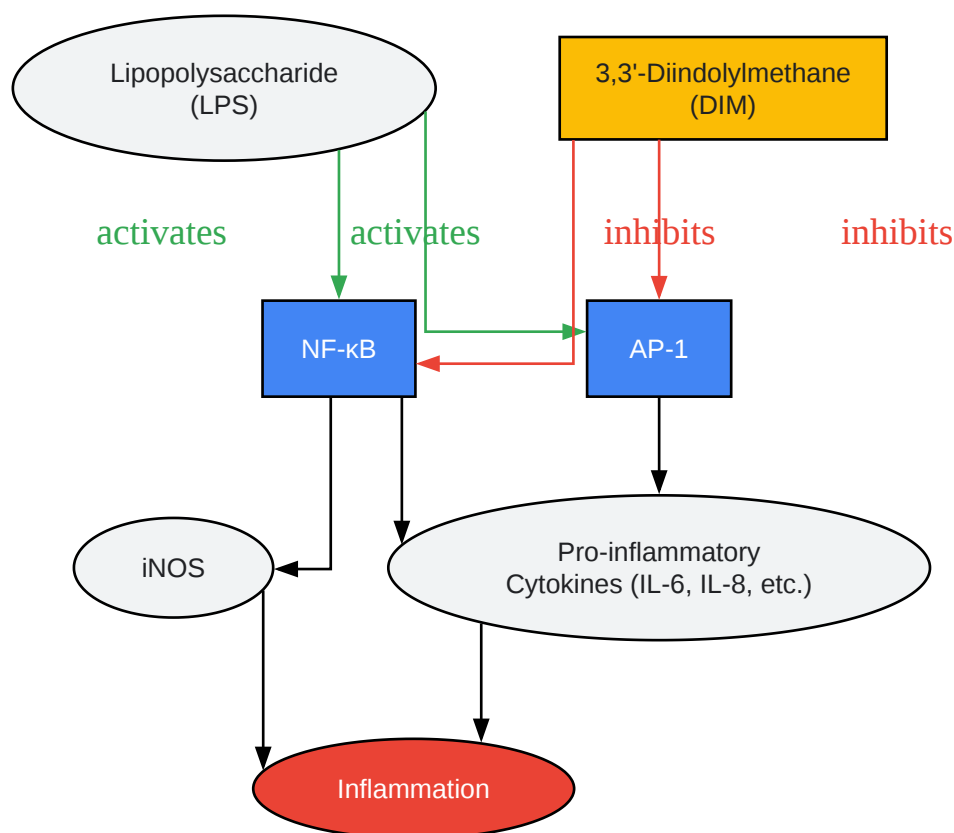 Lipopolysaccharide
(LPS)
3,3'-Diindolylmethane
(DIM)
activates
activates
inhibits
inhibits
NF-κB
AP-1
iNOS
Pro-inflammatory
Cytokines (IL-6, IL-8, etc.)
Inflammation